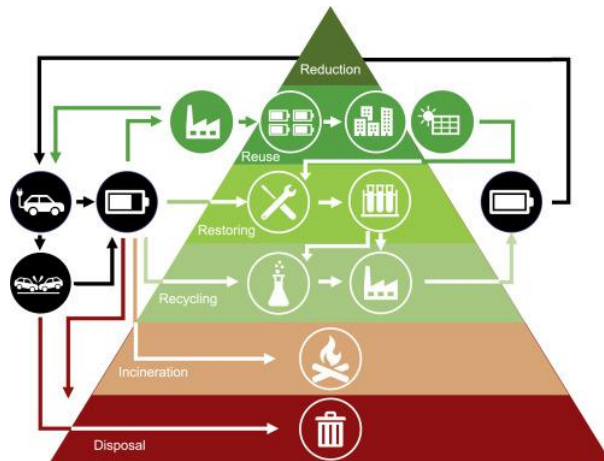 Reduction
Reuse
Restoring
Recycling
Incineration
Disposal